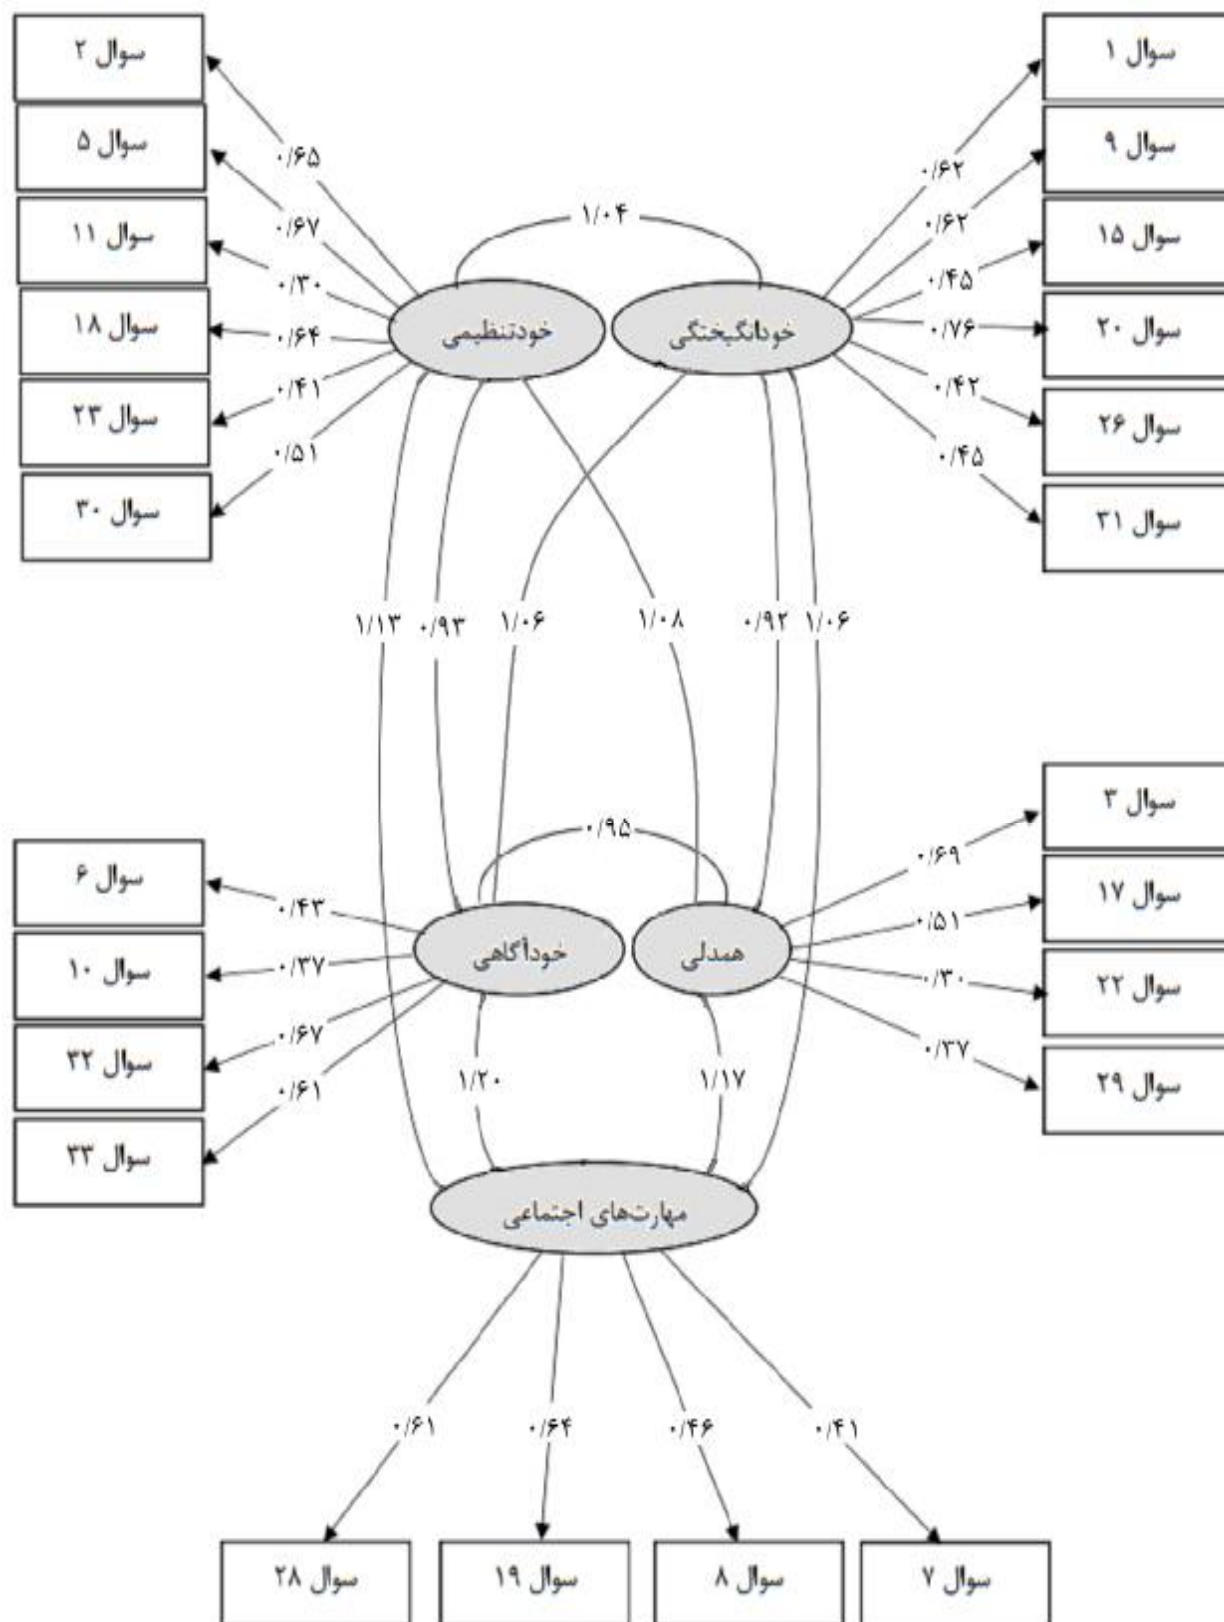 سوال ۱
سوال ۲
سوال ۹
سوال ۵
سوال ۱۵
سوال ۱۱
سوال ۲۰
سوال ۱۸
سوال ۲۶
سوال ۲۳
سوال ۳۱
سوال ۳۰
۰/۶۲
۰/۶۲
۰/۴۵
۰/۷۶
۰/۴۲
۰/۴۵
۰/۶۵
۰/۶۷
۰/۳۰
۰/۶۴
۰/۴۱
۰/۵۱
۱/۰۴
خودانگیختگی
خودتنظیمی
۱/۰۶
۰/۹۲
۱/۰۸
۱/۰۶
۰/۹۳
۱/۱۳
۰/۹۵
سوال ۳
سوال ۱۷
سوال ۲۲
سوال ۲۹
۰/۶۹
۰/۵۱
۰/۳۰
۰/۳۷
همدلی
خودآگاهی
۰/۴۳
۰/۳۷
۰/۶۷
۰/۶۱
سوال ۶
سوال ۱۰
سوال ۳۲
سوال ۳۳
۱/۱۷
۱/۲۰
مهارت‌های اجتماعی
۰/۴۱
۰/۴۶
۰/۶۴
۰/۶۱
سوال ۷
سوال ۸
سوال ۱۹
سوال ۲۸